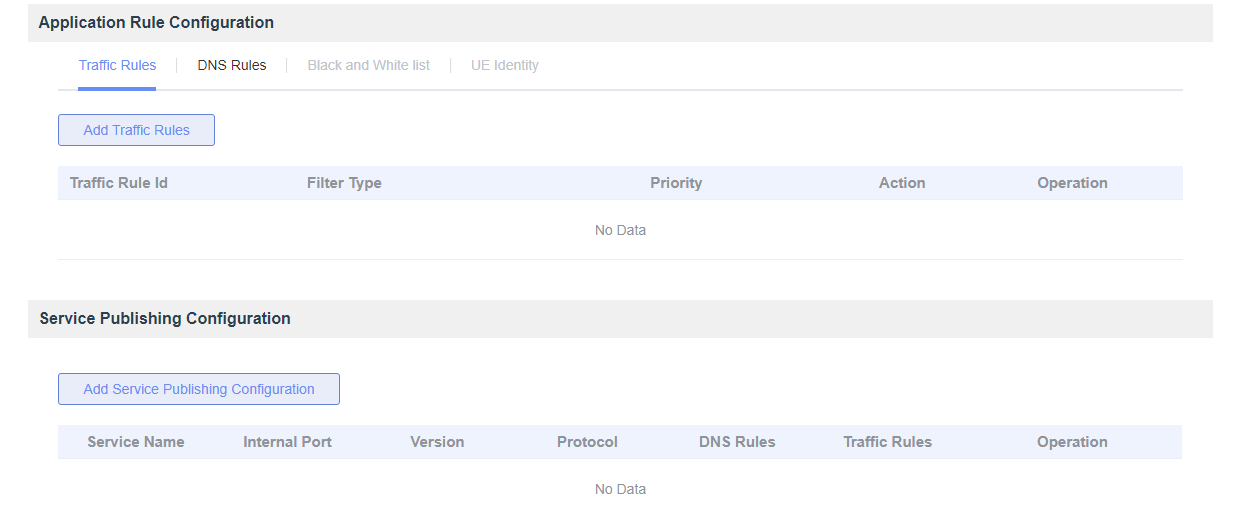 Application Rule Configuration
Traffic Rules DNS Rules Black and White list UE Identity
Add Traffic Rules
Traffic Rule Id Filter Type Priority Action Operation
No Data
Service Publishing Configuration
Add Service Publishing Configuration
Service Name Internal Port Version Protocol DNS Rules Traffic Rules Operation
No Data